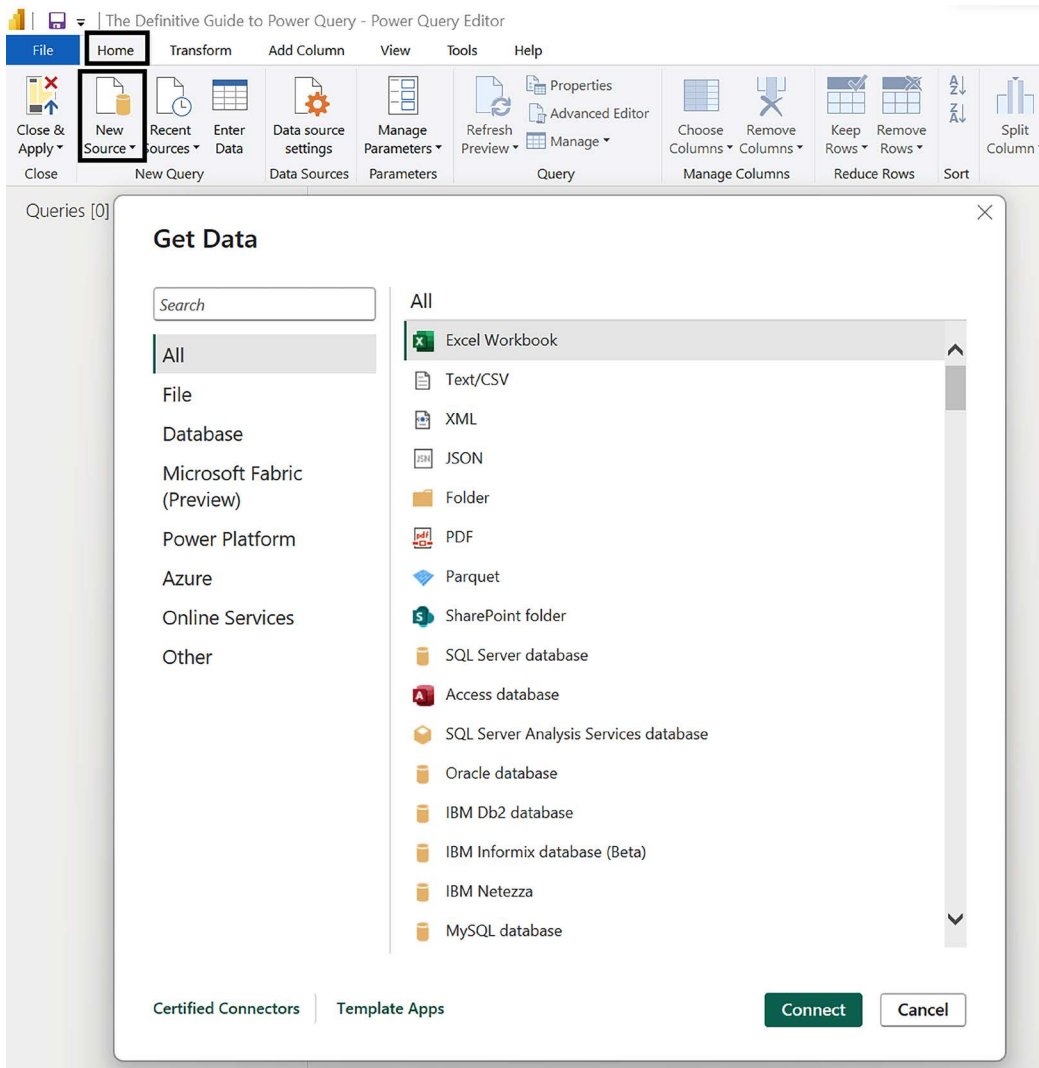 The Definitive Guide to Power Query - Power Query Editor
File Home Transform Add Column View Tools Help
Close & Apply New Source Recent Sources Enter Data Data source settings Manage Parameters Refresh Preview Properties Advanced Editor Manage Choose Columns Remove Columns Keep Rows Remove Rows A Z Z A Split Column
Close New Query Data Sources Parameters Query Manage Columns Reduce Rows Sort
Queries [0]
Get Data
Search
All
File
Database
Microsoft Fabric
(Preview)
Power Platform
Azure
Online Services
Other
All
Excel Workbook
Text/CSV
XML
JSON
Folder
PDF
Parquet
SharePoint folder
SQL Server database
Access database
SQL Server Analysis Services database
Oracle database
IBM Db2 database
IBM Informix database (Beta)
IBM Netezza
MySQL database
Certified Connectors Template Apps Connect Cancel